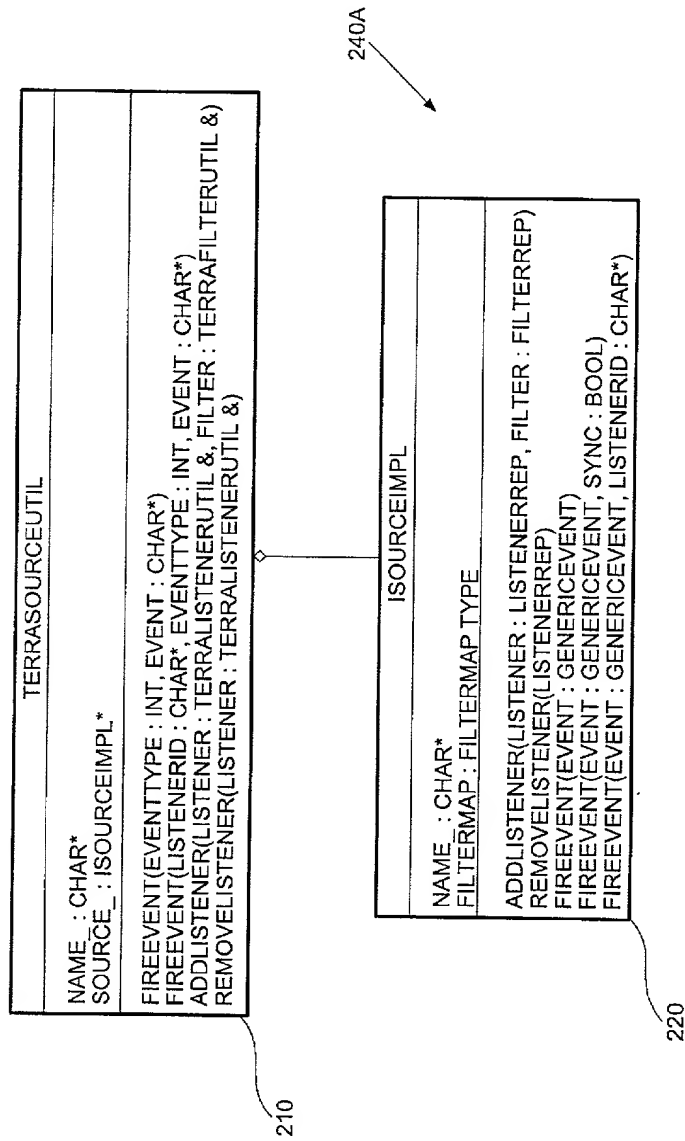 240A
TERRASOURCEUTIL
NAME_ : CHAR*
SOURCE_ : ISOURCEIMPL*
FIREEVENT(EVENTTYPE : INT, EVENT : CHAR*)
FIREEVENT(LISTENERID : CHAR*, EVENTTYPE : INT, EVENT : CHAR*)
ADDLISTENER(LISTENER : TERRALISTENERUTIL &, FILTER : TERRAFILTERUTIL &)
REMOVELISTENER(LISTENER : TERRALISTENERUTIL &)
210
ISOURCEIMPL
NAME_ : CHAR*
FILTERMAP : FILTERMAP TYPE
ADDLISTENER(LISTENER : LISTENERREP, FILTER : FILTERREP)
REMOVELISTENER(LISTENERREP)
FIREEVENT(EVENT : GENERICEVENT)
FIREEVENT(EVENT : GENERICEVENT, SYNC : BOOL)
FIREEVENT(EVENT : GENERICEVENT, LISTENERID : CHAR*)
220